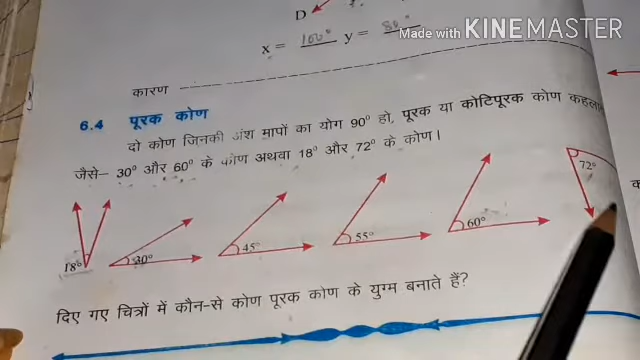 D
Made with KINEMASTER
x = 100° y = 80°
कारण
6.4 पूरक कोण
दो कोण जिनकी अंश मापों का योग 90° हो, पूरक या कोटिपूरक कोण
जैसे– 30° और 60° के कोण अथवा 18° और 72° के कोण।
18° 30° 45° 55° 60° 72°
दिए गए चित्रों में कौन-से कोण पूरक कोण के युग्म बनाते हैं?